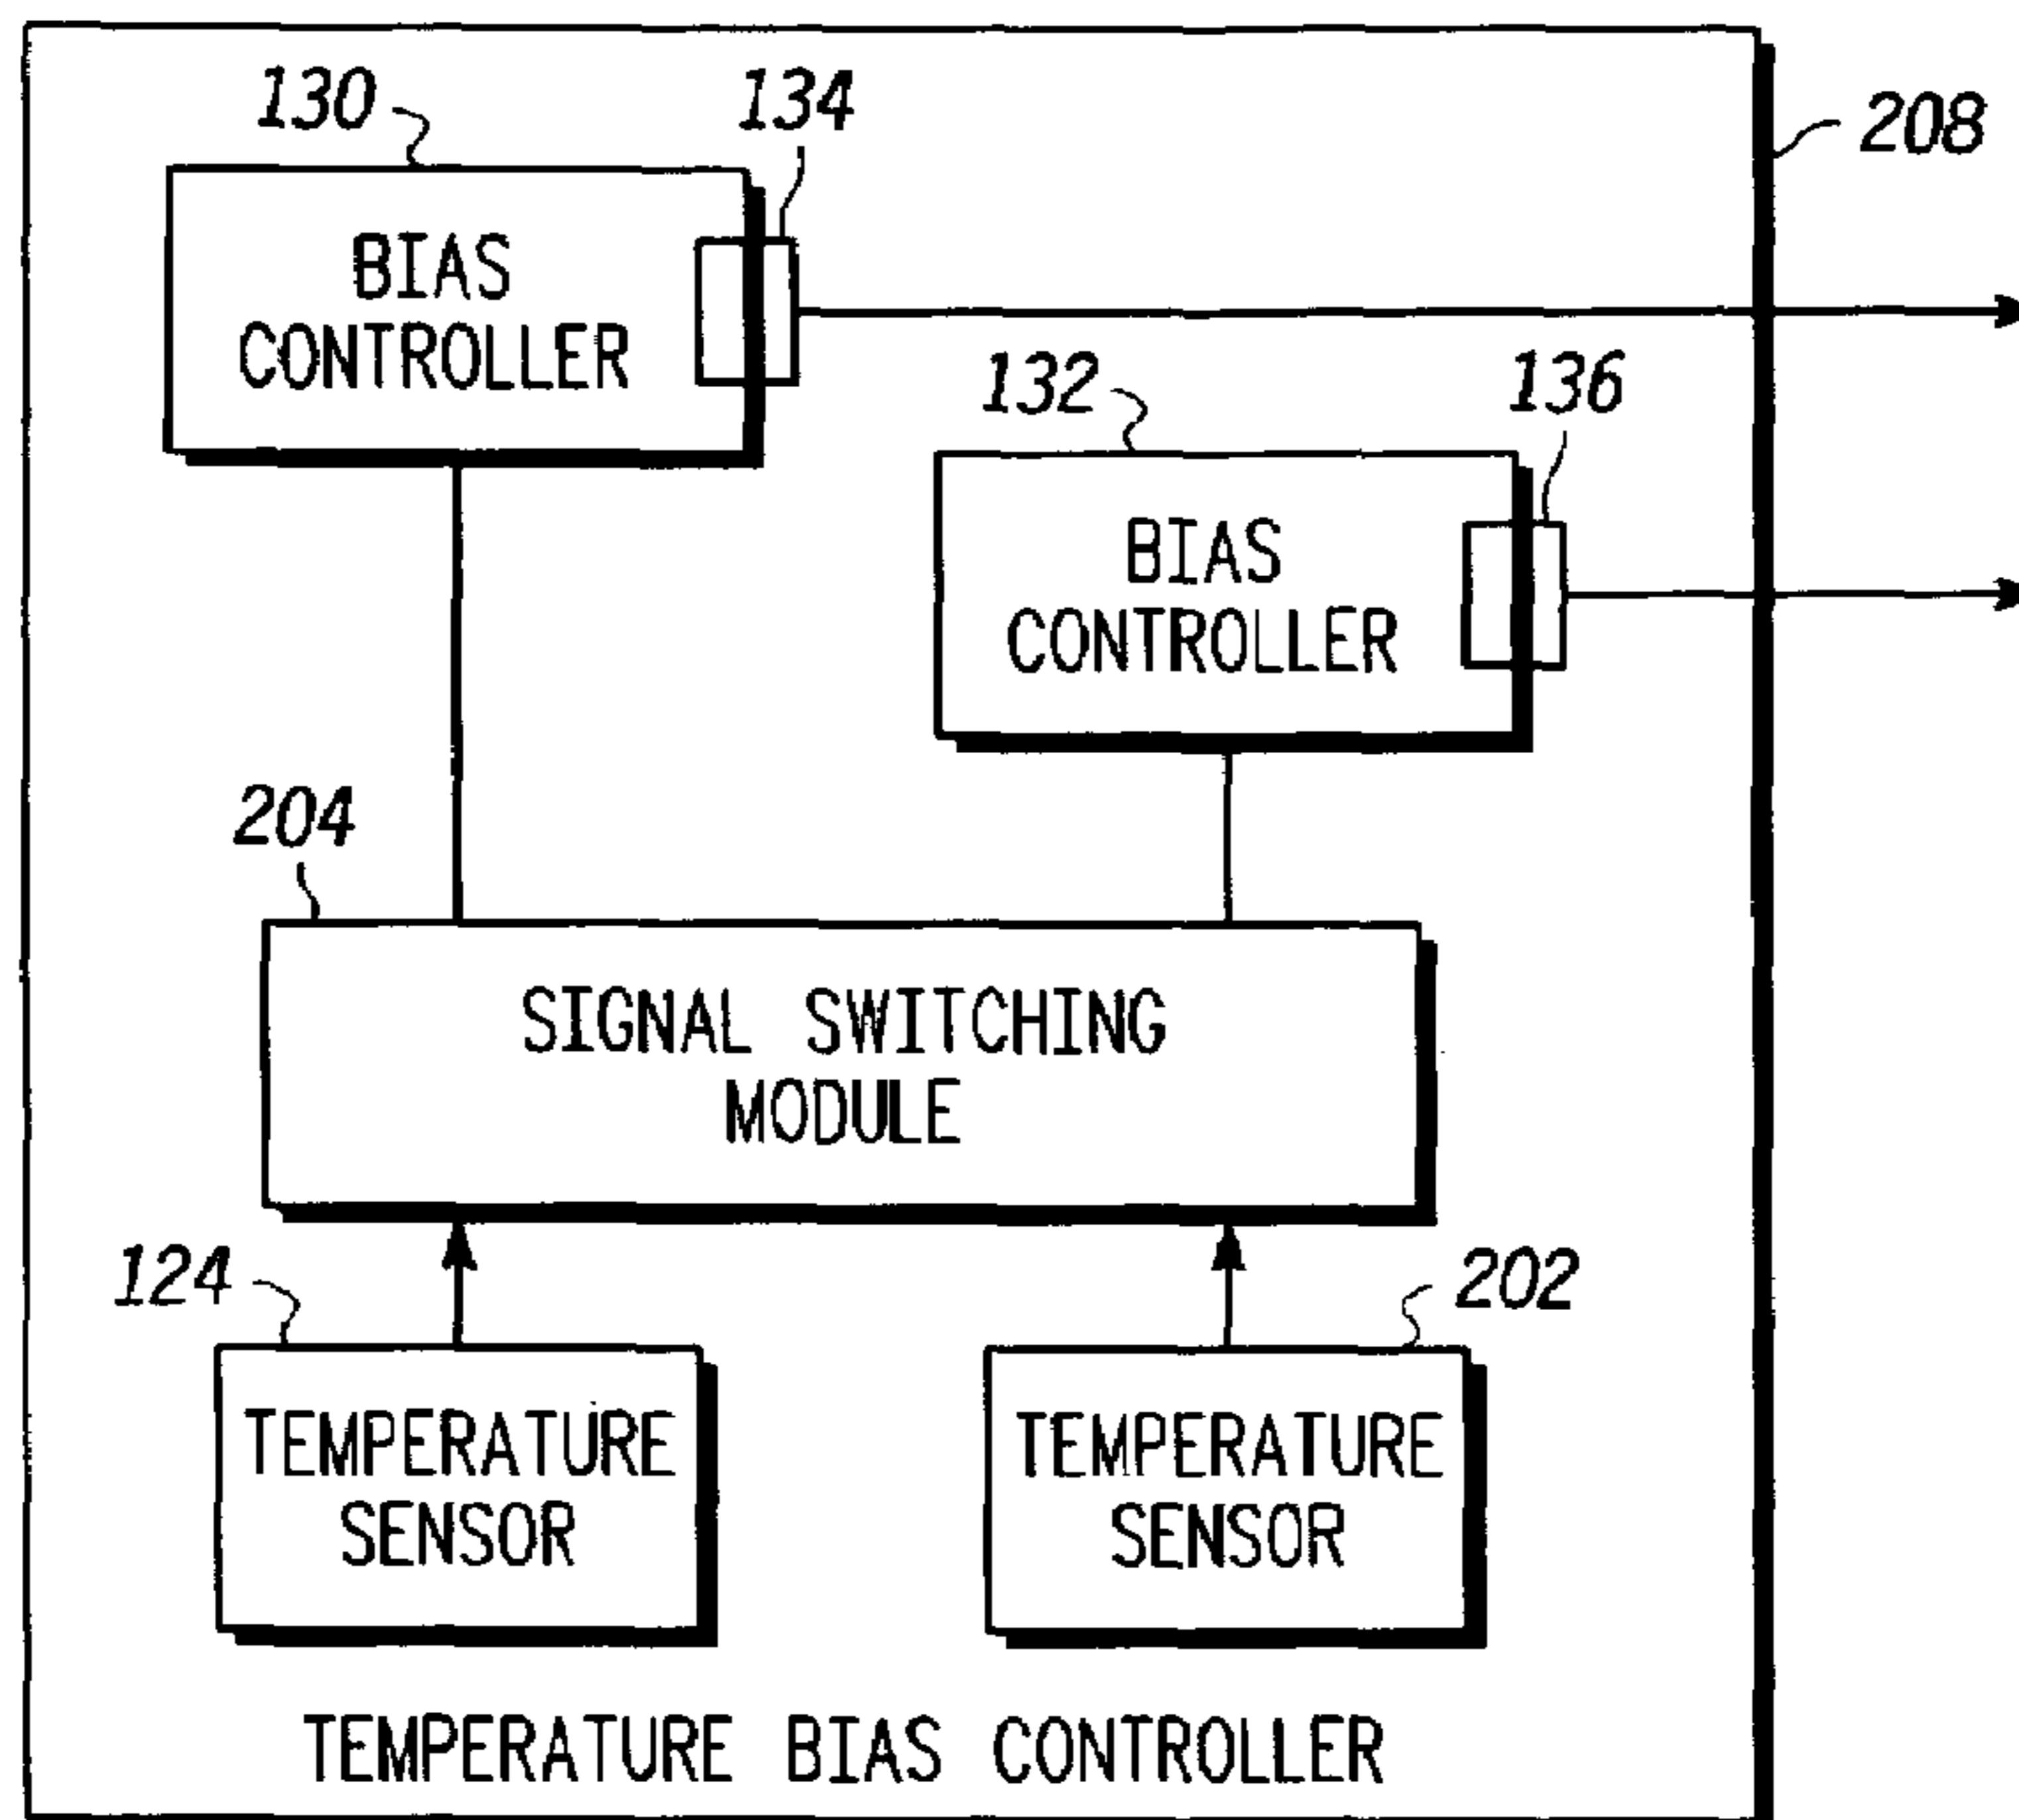 130
134
208
BIAS
CONTROLLER
132
136
BIAS
CONTROLLER
204
SIGNAL SWITCHING
MODULE
124
202
TEMPERATURE
SENSOR
TEMPERATURE
SENSOR
TEMPERATURE BIAS CONTROLLER